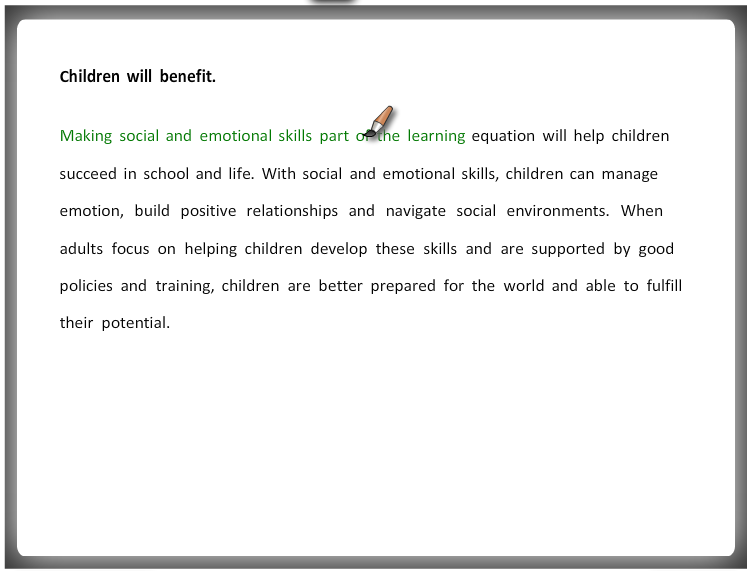 Children will benefit.
Making social and emotional skills part of the learning equation will help children
succeed in school and life. With social and emotional skills, children can manage
emotion, build positive relationships and navigate social environments. When
adults focus on helping children develop these skills and are supported by good
policies and training, children are better prepared for the world and able to fulfill
their potential.